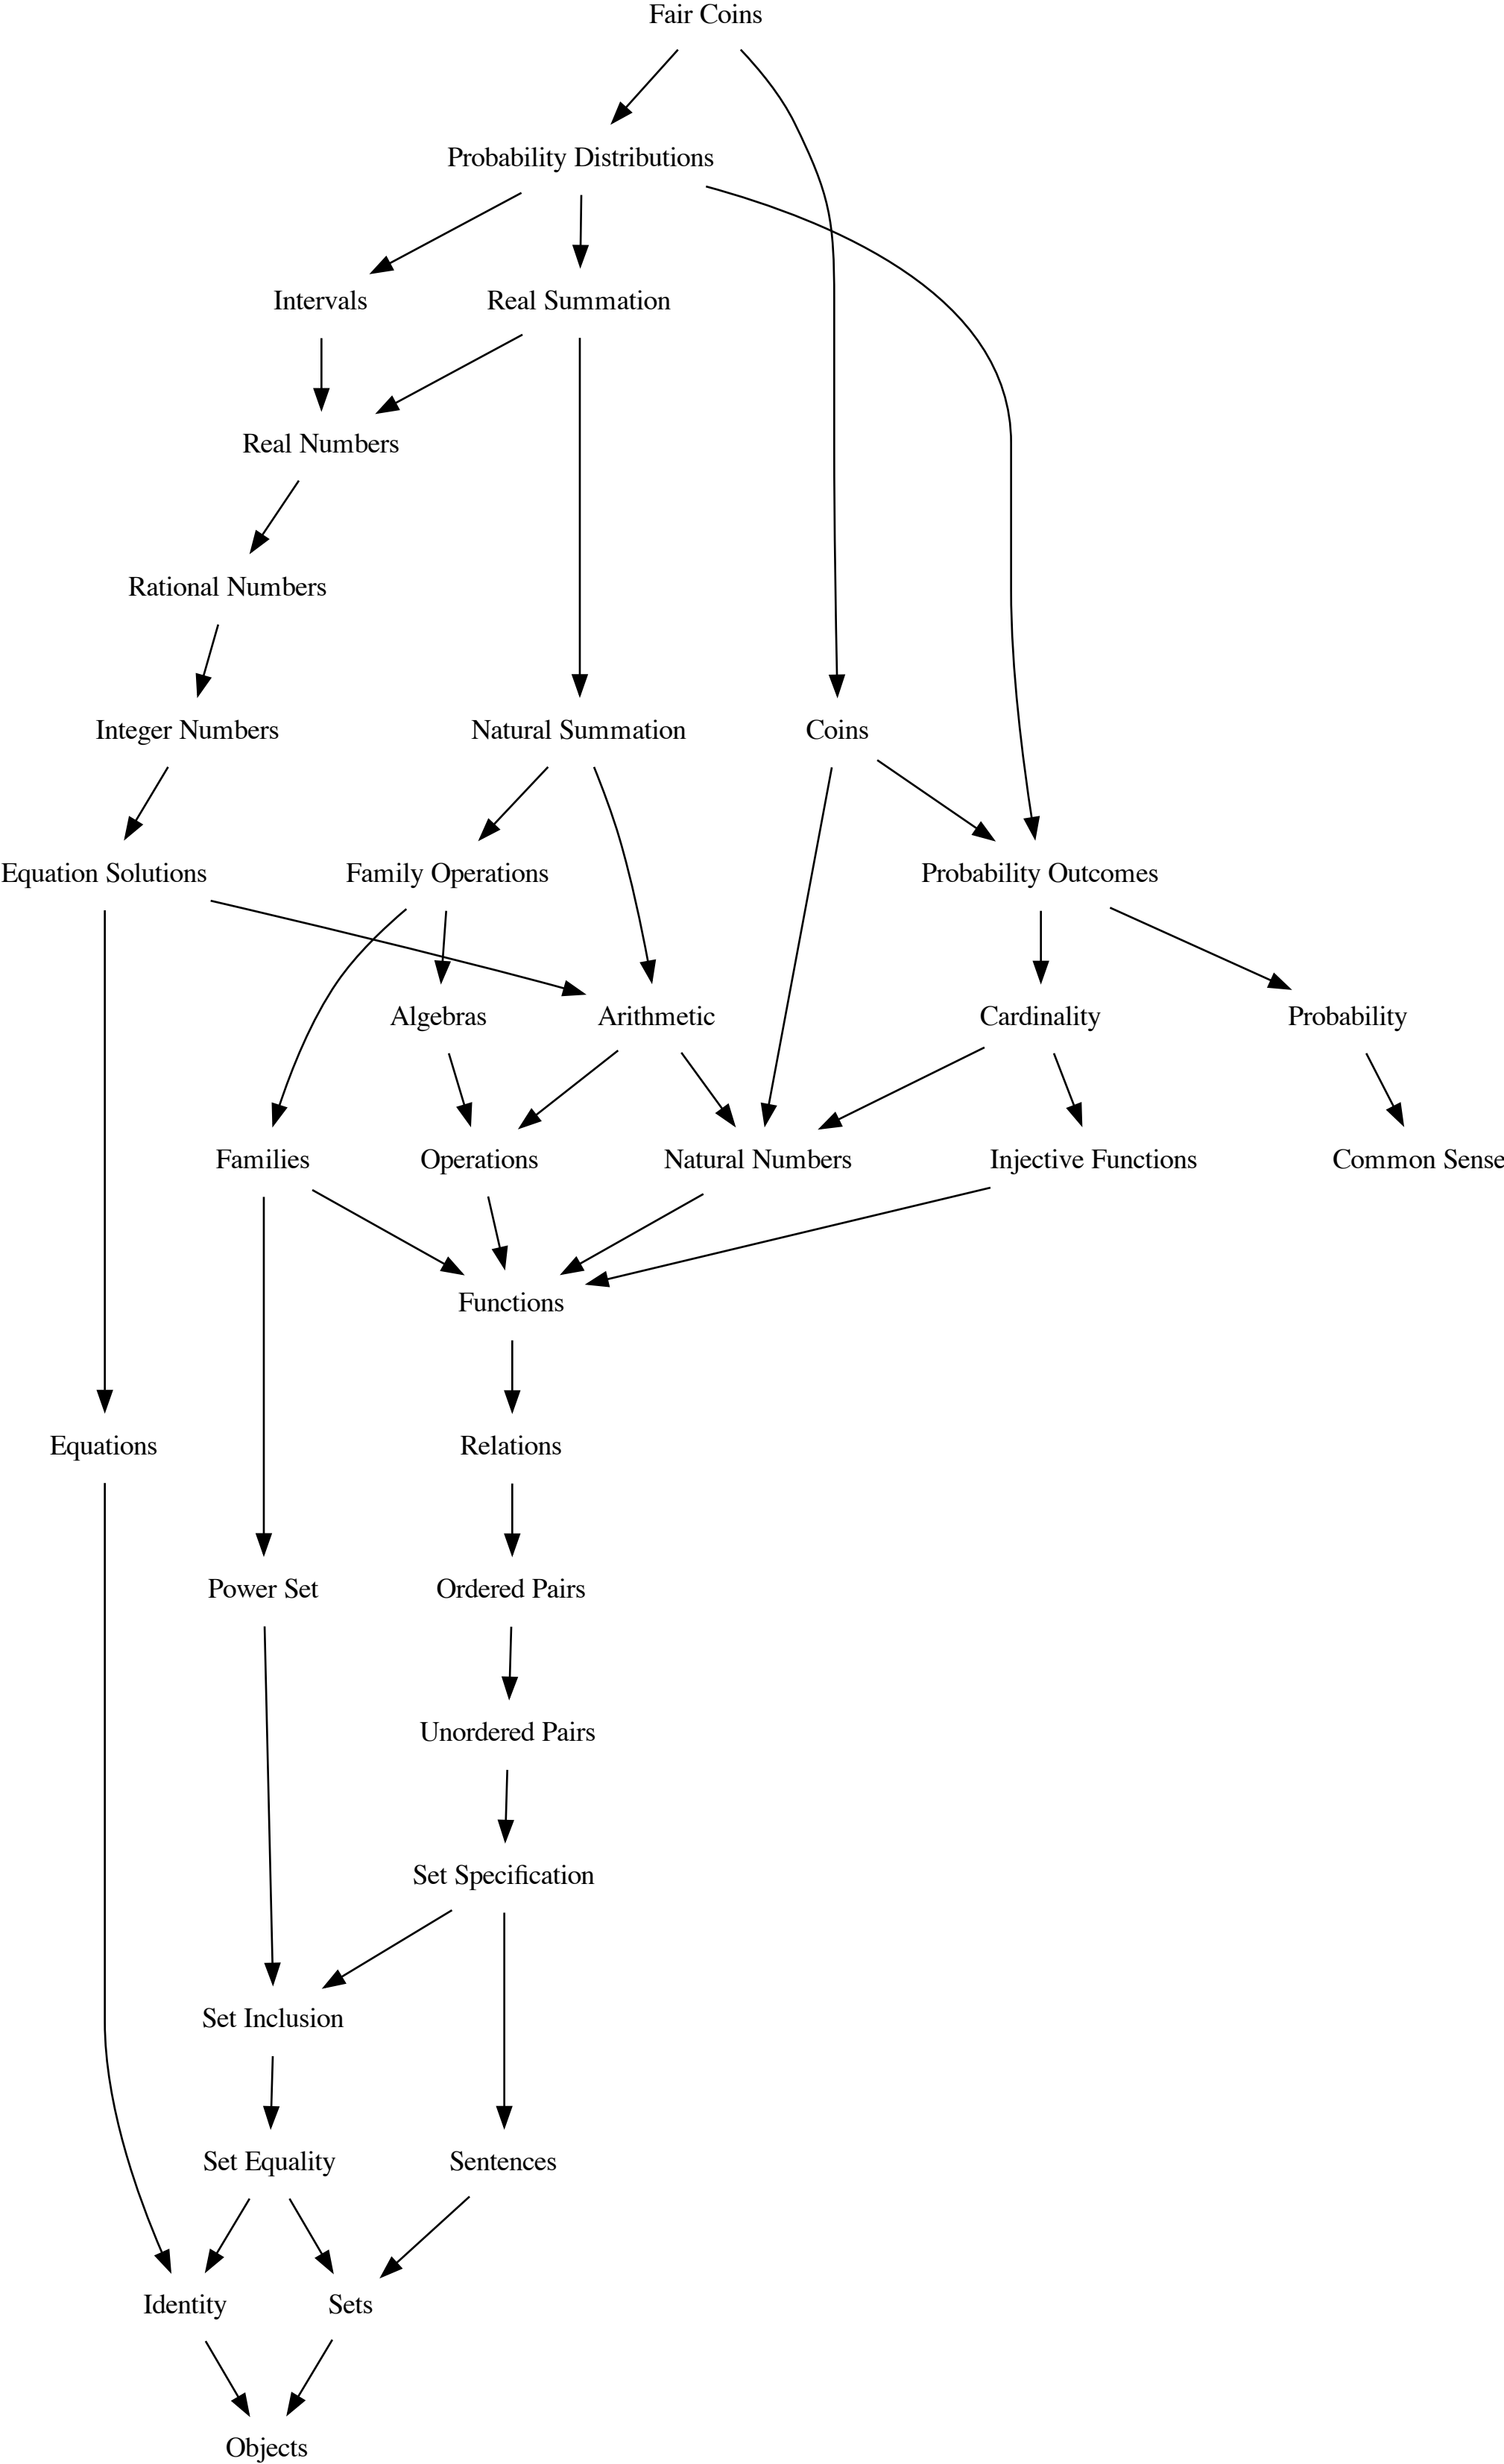 Fair Coins
Probability Distributions
Intervals
Real Summation
Real Numbers
Rational Numbers
Integer Numbers
Natural Summation
Coins
Equation Solutions
Family Operations
Probability Outcomes
Algebras
Arithmetic
Cardinality
Probability
Families
Operations
Natural Numbers
Injective Functions
Common Sense
Functions
Equations
Relations
Power Set
Ordered Pairs
Unordered Pairs
Set Specification
Set Inclusion
Set Equality
Sentences
Identity
Sets
Objects